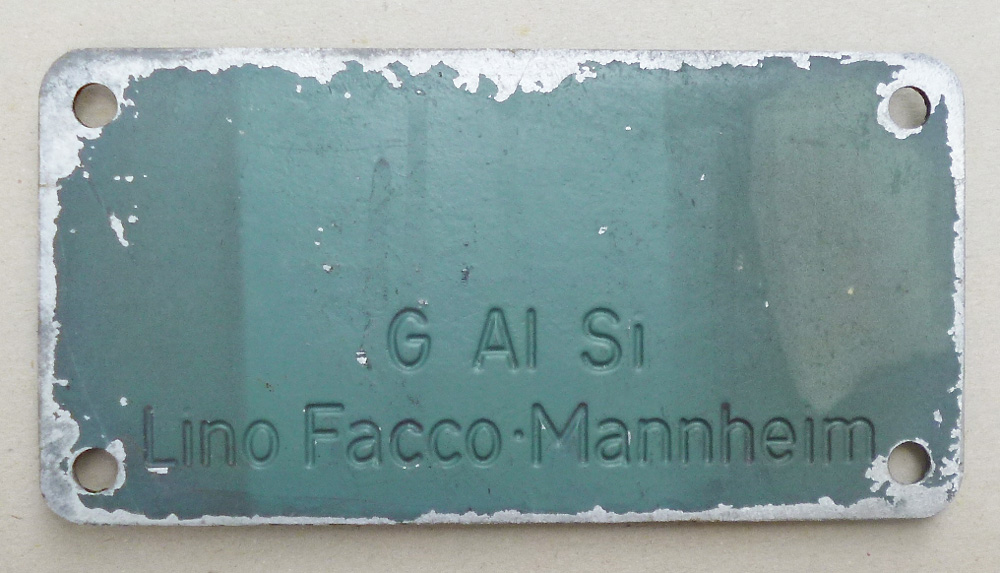 G Al Si
Lino Facco·Mannheim